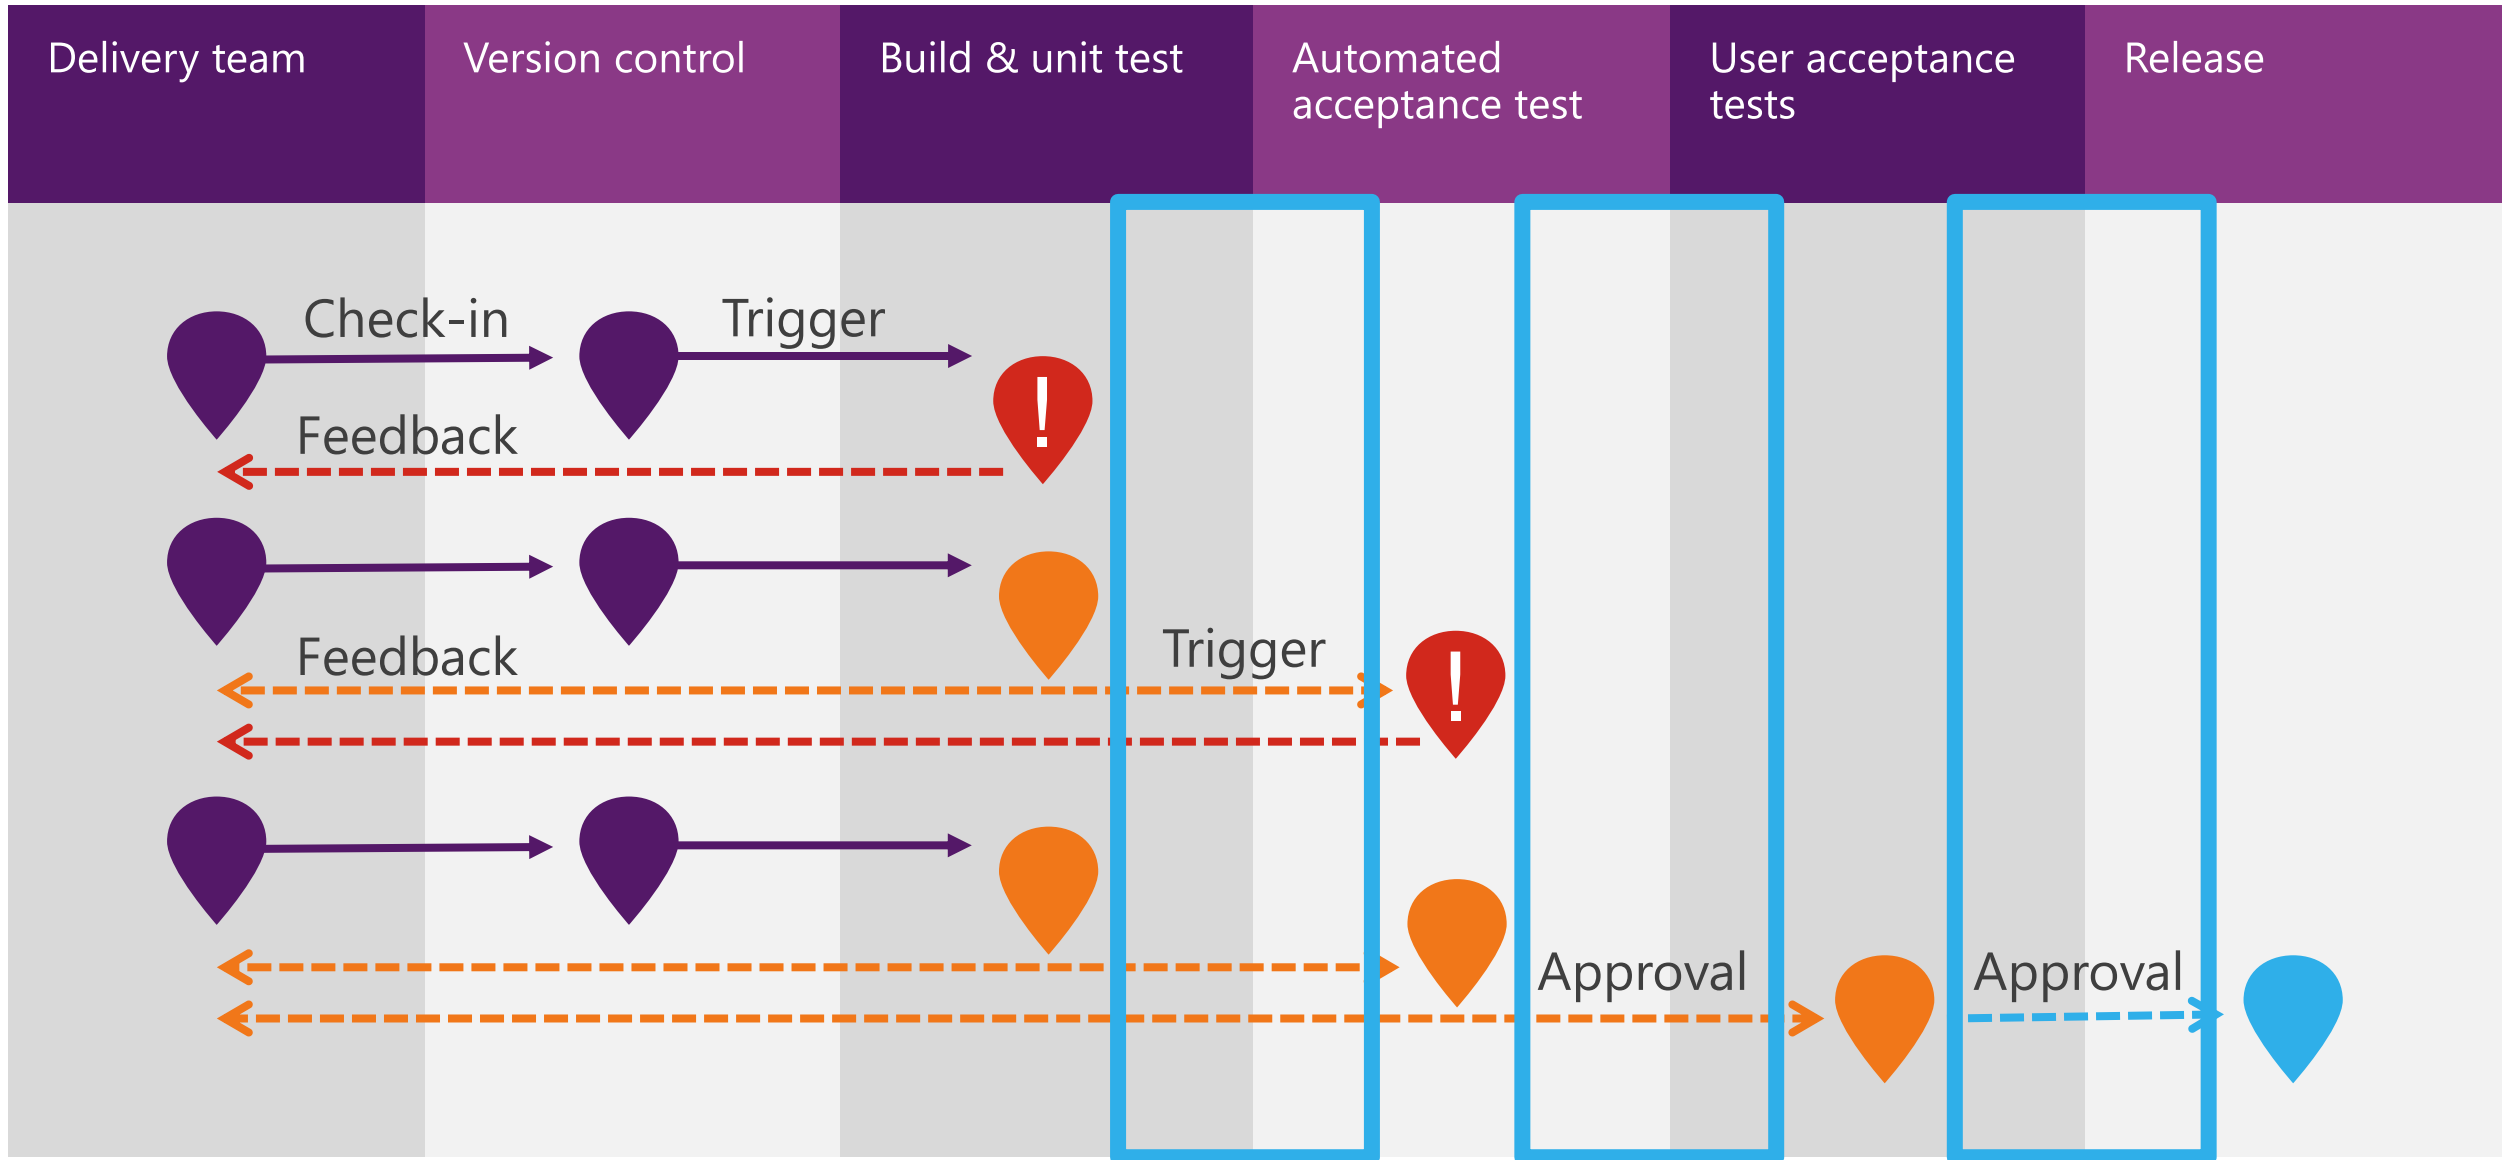 Delivery team
Version control
Build & unit test
Automated
acceptance test
User acceptance
tests
Release
Check-in
Trigger
!
Feedback
Feedback
Trigger
!
Approval
Approval